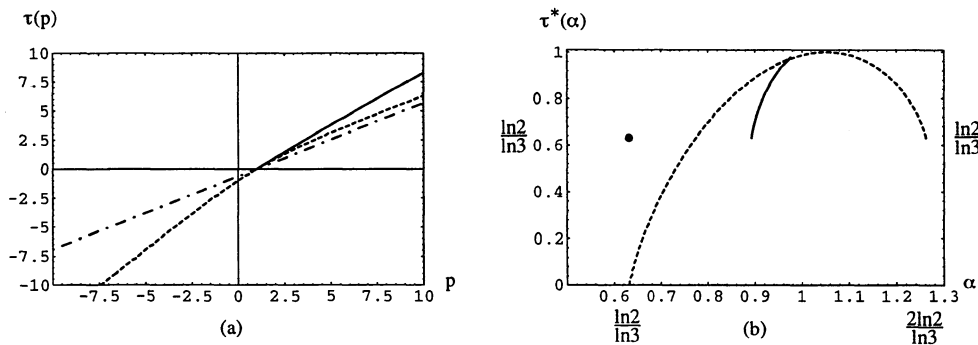 τ(p)
10
7.5
5
2.5
0
-2.5
-5
-7.5
-10
-7.5 -5 -2.5 0 2.5 5 7.5 10
p
(a)
τ*(α)
1
0.8
ln2
ln3
0.6
0.4
0.2
0
ln2
ln3
0.6 0.7 0.8 0.9 1 1.1 1.2 1.3
α
ln2
ln3
(b)
2ln2
ln3